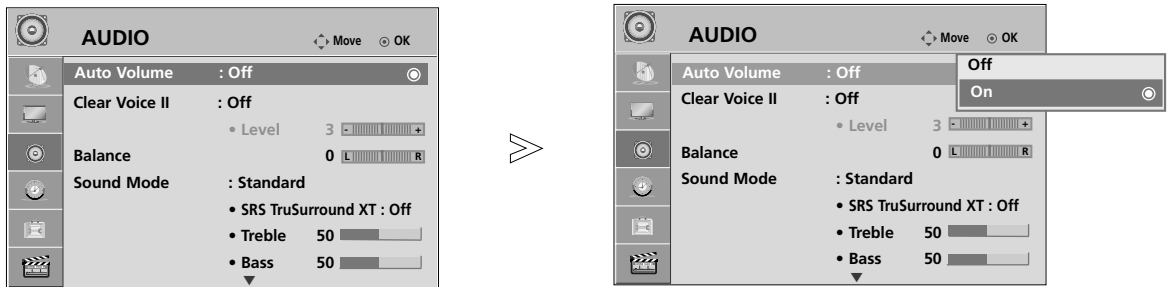 AUDIO
Move OK
Auto Volume : Off
Clear Voice II : Off
• Level 3 - +
Balance 0 L R
Sound Mode : Standard
• SRS TruSurround XT : Off
• Treble 50
• Bass 50
AUDIO
Move OK
Auto Volume : Off
Off
On
Clear Voice II : Off
• Level 3 - +
Balance 0 L R
Sound Mode : Standard
• SRS TruSurround XT : Off
• Treble 50
• Bass 50